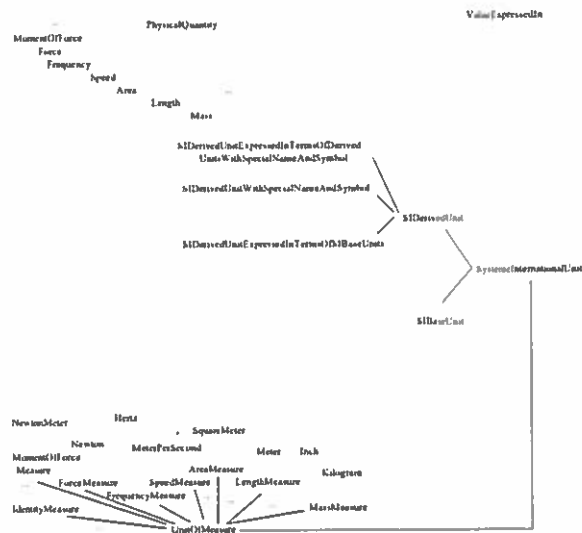 ValueExpressedIn
PhysicalQuantity
MomentOfForce
Force
Frequency
Speed
Area
Length
Mass
SIDerivedUnitExpressedInTermsOfDerived
UnitsWithSpecialNameAndSymbol
SIDerivedUnitWithSpecialNameAndSymbol
SIDerivedUnit
SIDerivedUnitExpressedInTermsOfSIBaseUnits
SystemeInternationalUnit
SIBaseUnit
NewtonMeter
Hertz
SquareMeter
Newton
MeterPerSecond
Meter
Inch
MomentOfForce
Measure
AreaMeasure
Kilogram
ForceMeasure
SpeedMeasure
LengthMeasure
FrequencyMeasure
IdentityMeasure
MassMeasure
UnitOfMeasure